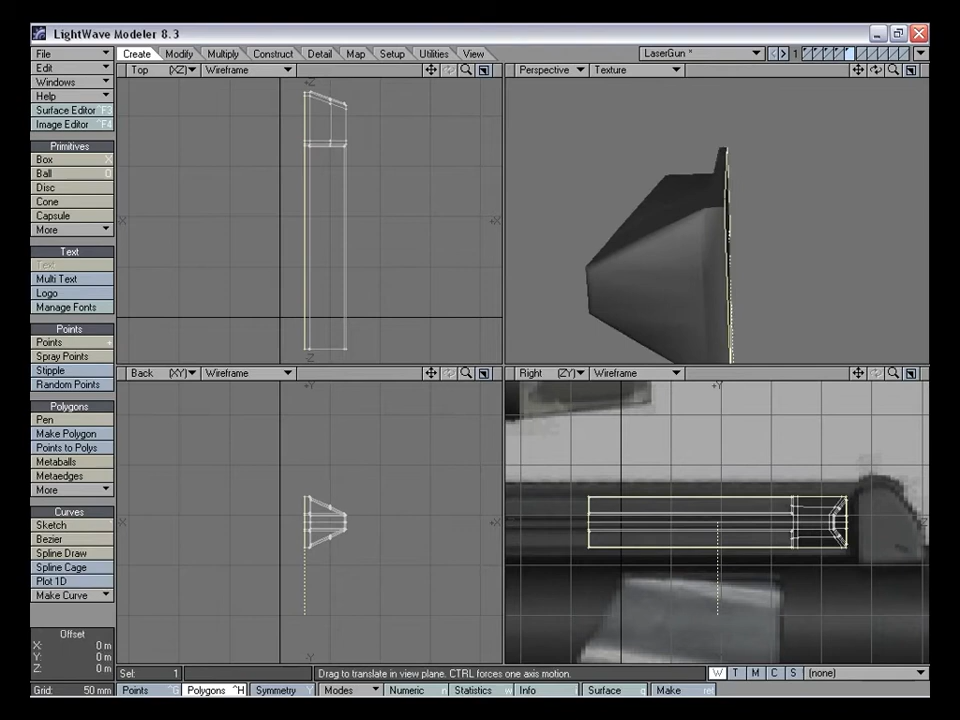 LightWave Modeler 8.3
File
Create Modify Multiply Construct Detail Map Setup Utilities View LaserGun * 1
Edit
Top (XZ) Wireframe Perspective Texture
Windows
Help
Surface Editor ^F3
Image Editor ^F4
Primitives
Box X
Ball O
Disc
Cone
Capsule
More
Text
Text
Multi Text
Logo
Manage Fonts
Points
Points +
Spray Points
Stipple
Random Points
Back (XY) Wireframe Right (ZY) Wireframe
Polygons
Pen
Make Polygon
Points to Polys
Metaballs
Metaedges
More
Curves
Sketch
Bezier
Spline Draw
Spline Cage
Plot 1D
Make Curve
Offset
X: 0 m
Y: 0 m
Z: 0 m
Sel: 1 Drag to translate in view plane. CTRL forces one axis motion. W T M C S (none)
Grid: 50 mm Points ^G Polygons ^H Symmetry Y Modes Numeric n Statistics w Info i Surface q Make ret